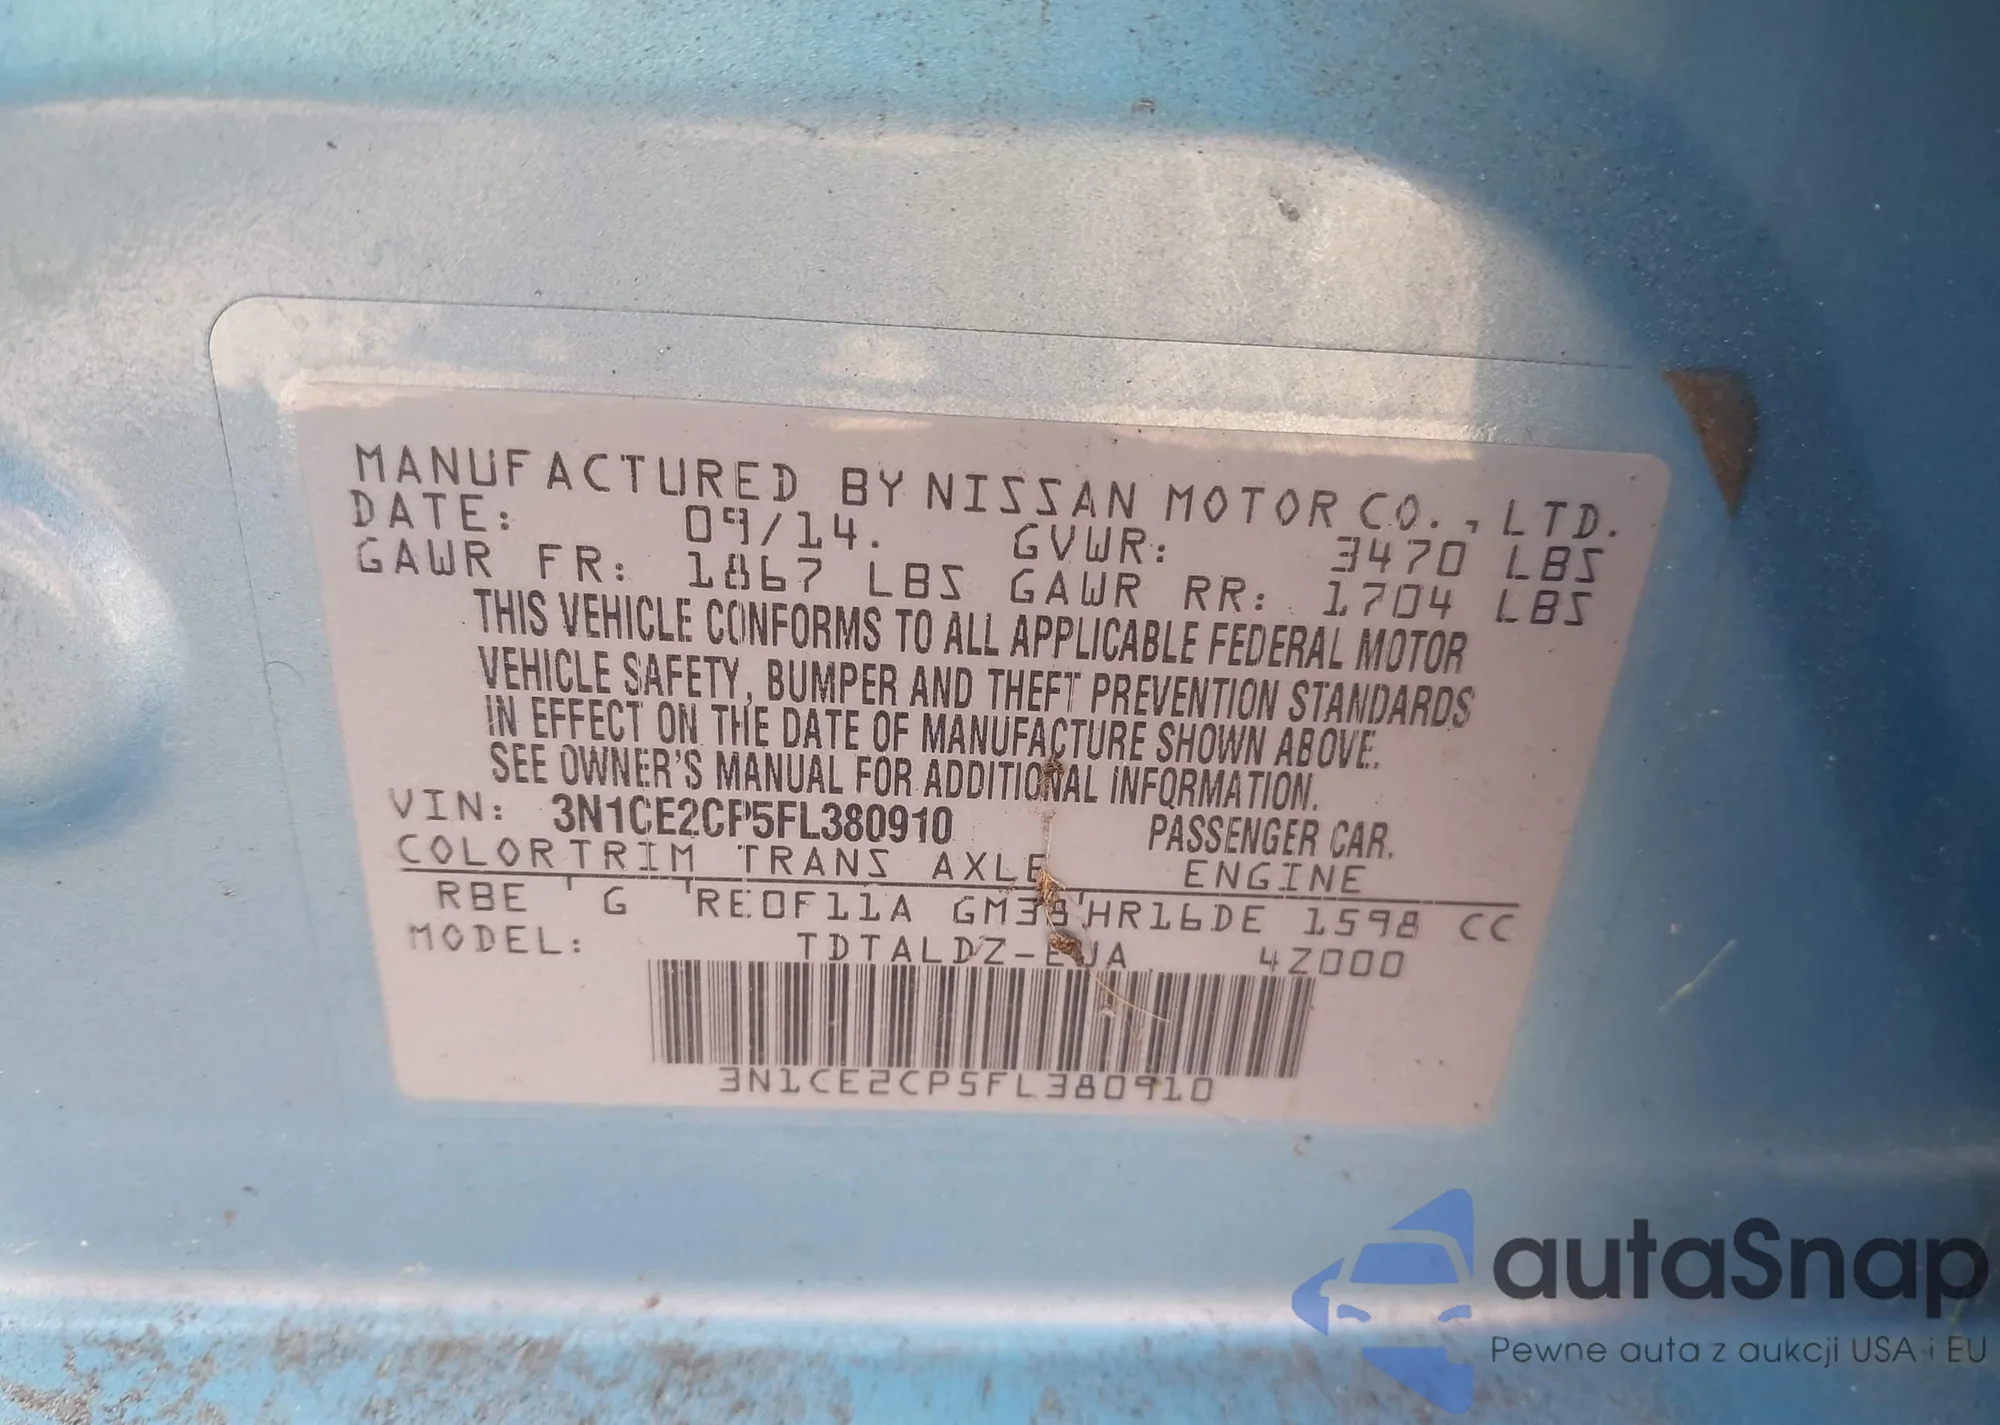 MANUFACTURED BY NISSAN MOTOR CO., LTD.
DATE: 09/14. GVWR: 3470 LBS
GAWR FR: 1867 LBS GAWR RR: 1704 LBS
THIS VEHICLE CONFORMS TO ALL APPLICABLE FEDERAL MOTOR
VEHICLE SAFETY, BUMPER AND THEFT PREVENTION STANDARDS
IN EFFECT ON THE DATE OF MANUFACTURE SHOWN ABOVE.
SEE OWNER'S MANUAL FOR ADDITIONAL INFORMATION.
VIN: 3N1CE2CP5FL380910 PASSENGER CAR.
COLOR TRIM TRANS AXLE ENGINE
RBE G RE0F11A GM38 HR16DE 1598 CC
MODEL: 4Z000
3N1CE2CP5FL380910
autaSnap
Pewne auta z aukcji USA i EU